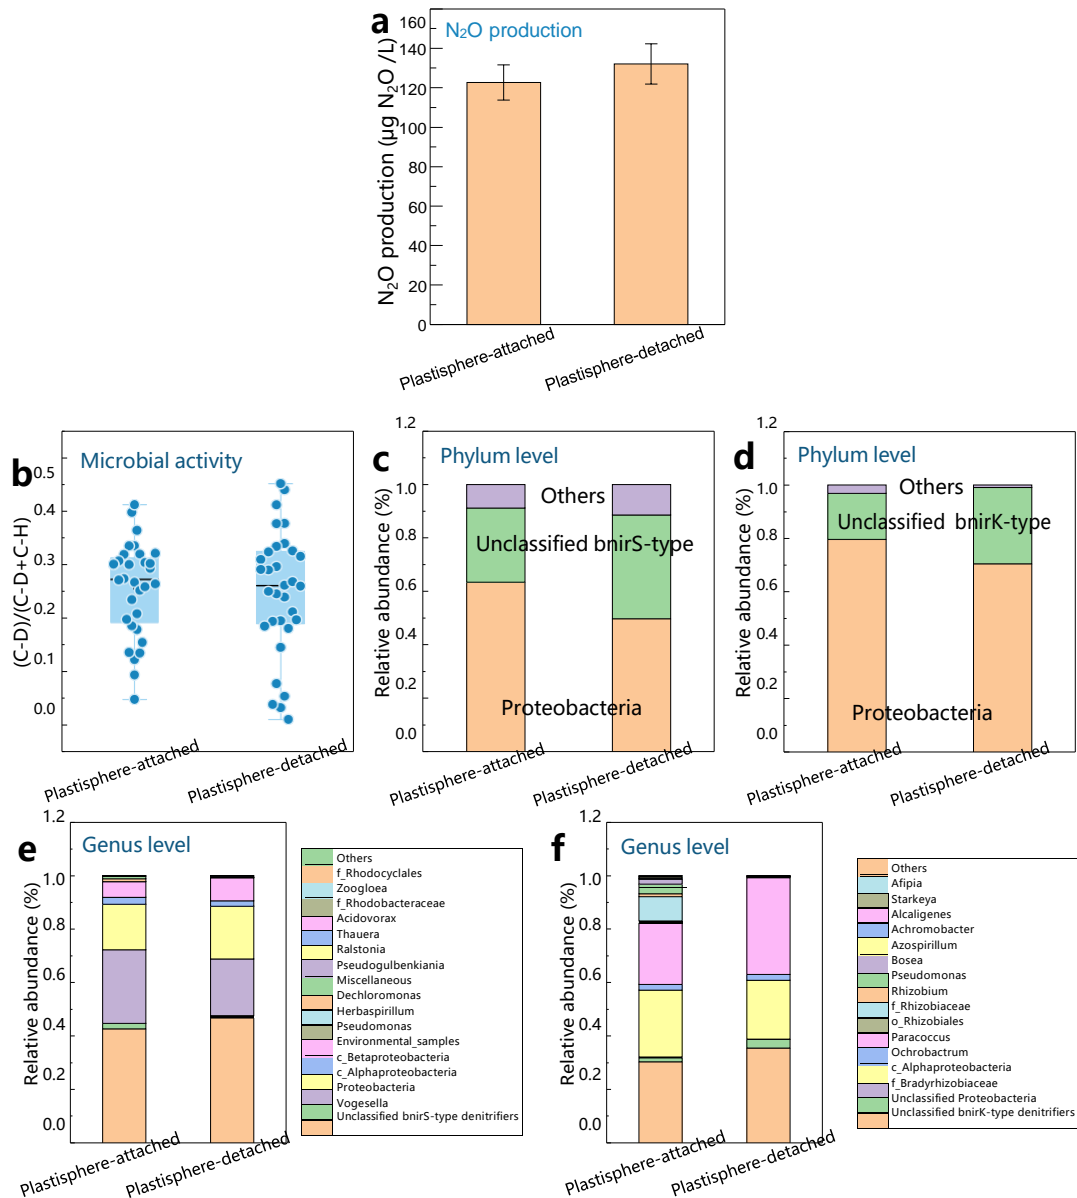 a
N₂O production
N₂O production (µg N₂O /L)
160
140
120
100
80
60
40
20
0
Plastisphere-attached
Plastisphere-detached
b
Microbial activity
(C-D)/(C-D+C-H)
0.5
0.4
0.3
0.2
0.1
0.0
Plastisphere-attached
Plastisphere-detached
c
Phylum level
Relative abundance (%)
1.2
1.0
0.8
0.6
0.4
0.2
0.0
Others
Unclassified bnirS-type
Proteobacteria
Plastisphere-attached
Plastisphere-detached
d
Phylum level
Relative abundance (%)
1.2
1.0
0.8
0.6
0.4
0.2
0.0
Others
Unclassified bnirK-type
Proteobacteria
Plastisphere-attached
Plastisphere-detached
e
Genus level
Relative abundance (%)
1.2
1.0
0.8
0.6
0.4
0.2
0.0
Plastisphere-attached
Plastisphere-detached
Others
f_Rhodocyclales
Zoogloea
f_Rhodobacteraceae
Acidovorax
Thauera
Ralstonia
Pseudogulbenkiania
Miscellaneous
Dechloromonas
Herbaspirillum
Pseudomonas
Environmental_samples
c_Betaproteobacteria
c_Alphaproteobacteria
Proteobacteria
Vogesella
Unclassified bnirS-type denitrifiers
f
Genus level
Relative abundance (%)
1.2
1.0
0.8
0.6
0.4
0.2
0.0
Plastisphere-attached
Plastisphere-detached
Others
Afipia
Starkeya
Alcaligenes
Achromobacter
Azospirillum
Bosea
Pseudomonas
Rhizobium
f_Rhizobiaceae
o_Rhizobiales
Paracoccus
Ochrobactrum
c_Alphaproteobacteria
f_Bradyrhizobiaceae
Unclassified Proteobacteria
Unclassified bnirK-type denitrifiers